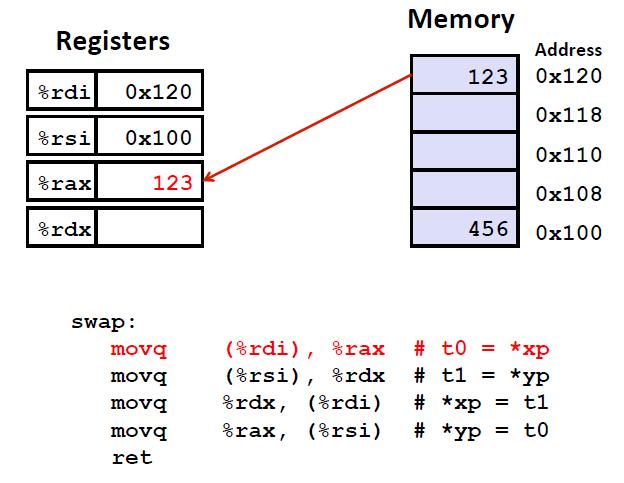 Registers
Memory
Address
%rdi 0x120
%rsi 0x100
%rax 123
%rdx
123 0x120
0x118
0x110
0x108
456 0x100
swap:
movq (%rdi), %rax # t0 = *xp
movq (%rsi), %rdx # t1 = *yp
movq %rdx, (%rdi) # *xp = t1
movq %rax, (%rsi) # *yp = t0
ret